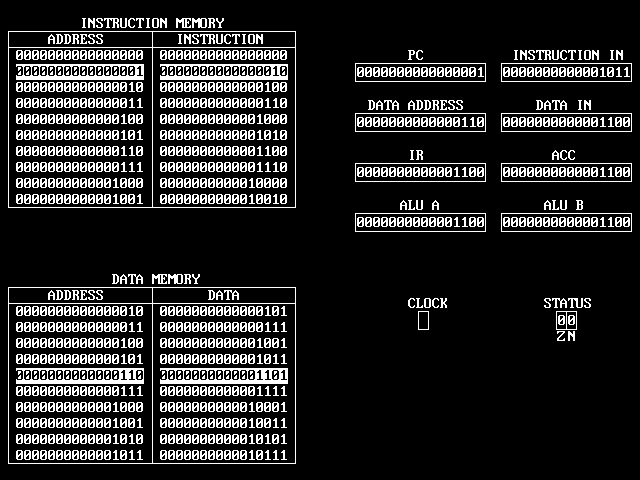 INSTRUCTION MEMORY
ADDRESS INSTRUCTION
0000000000000000 0000000000000000
0000000000000001 0000000000000010
0000000000000010 0000000000000100
0000000000000011 0000000000000110
0000000000000100 0000000000001000
0000000000000101 0000000000001010
0000000000000110 0000000000001100
0000000000000111 0000000000001110
0000000000001000 0000000000010000
0000000000001001 0000000000010010
PC INSTRUCTION IN
0000000000000001 0000000000001011
DATA ADDRESS DATA IN
0000000000000110 0000000000001100
IR ACC
0000000000001100 0000000000001100
ALU A ALU B
0000000000001100 0000000000001100
DATA MEMORY
ADDRESS DATA
0000000000000010 0000000000000101
0000000000000011 0000000000000111
0000000000000100 0000000000001001
0000000000000101 0000000000001011
0000000000000110 0000000000001101
0000000000000111 0000000000001111
0000000000001000 0000000000010001
0000000000001001 0000000000010011
0000000000001010 0000000000010101
0000000000001011 0000000000010111
CLOCK STATUS
00
ZN